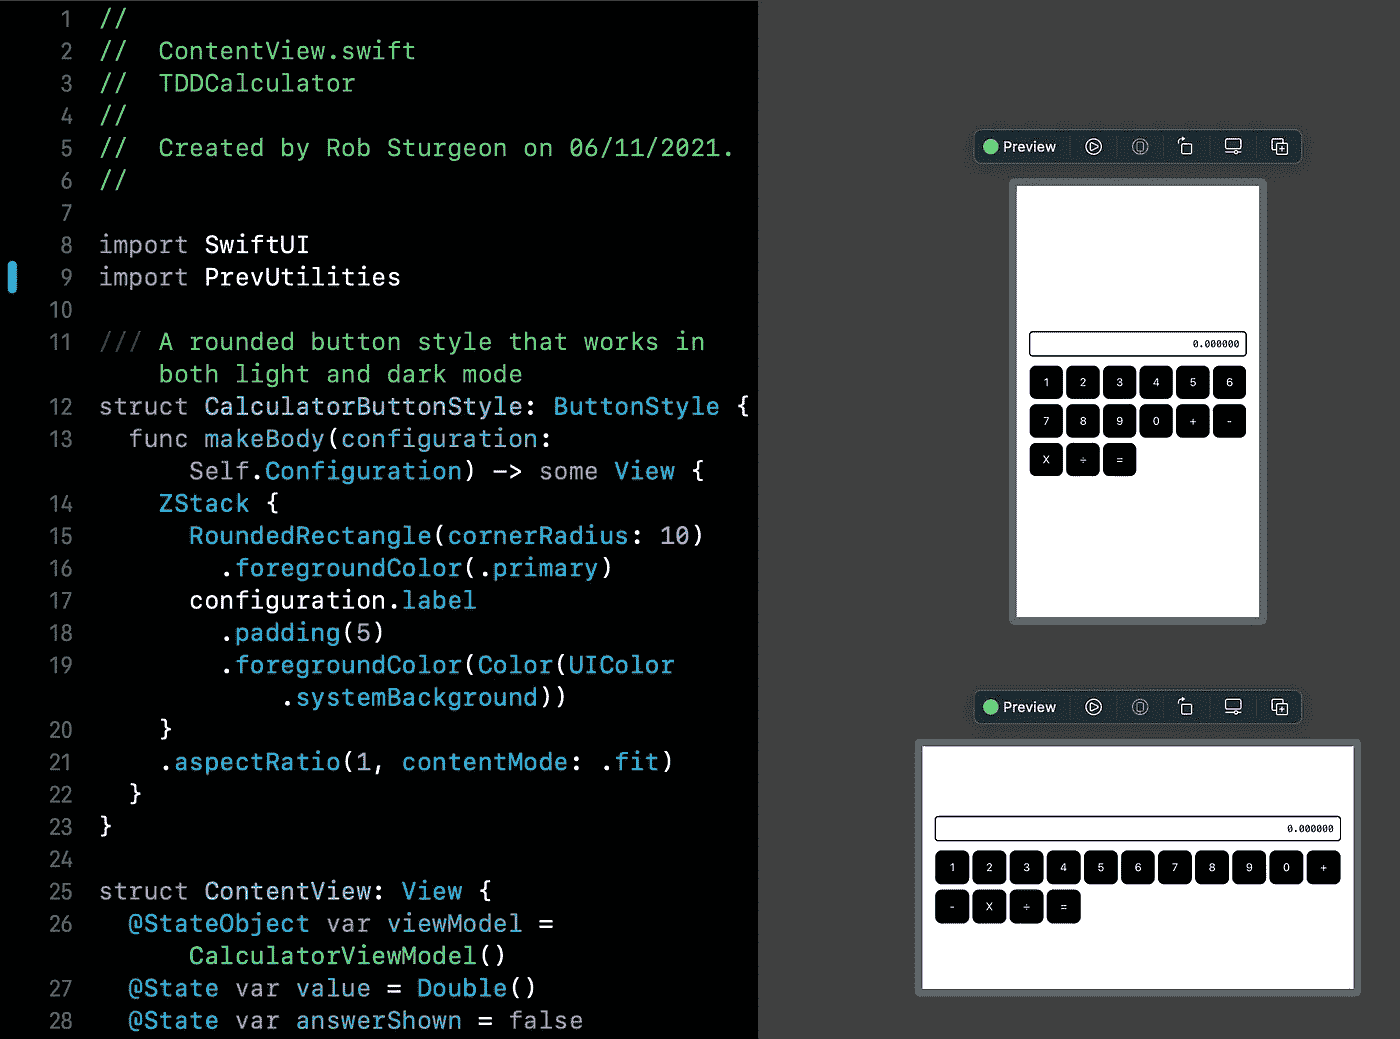 1 //
2 //  ContentView.swift
3 //  TDDCalculator
4 //
5 //  Created by Rob Sturgeon on 06/11/2021.
6 //
7
8 import SwiftUI
9 import PrevUtilities
10
11 /// A rounded button style that works in
both light and dark mode
12 struct CalculatorButtonStyle: ButtonStyle {
13   func makeBody(configuration:
Self.Configuration) -> some View {
14     ZStack {
15       RoundedRectangle(cornerRadius: 10)
16         .foregroundColor(.primary)
17       configuration.label
18         .padding(5)
19         .foregroundColor(Color(UIColor
.systemBackground))
20     }
21     .aspectRatio(1, contentMode: .fit)
22   }
23 }
24
25 struct ContentView: View {
26   @StateObject var viewModel =
CalculatorViewModel()
27   @State var value = Double()
28   @State var answerShown = false
Preview
0.000000
1 2 3 4 5 6
7 8 9 0 + -
X ÷ =
Preview
0.000000
1 2 3 4 5 6 7 8 9 0 +
- X ÷ =